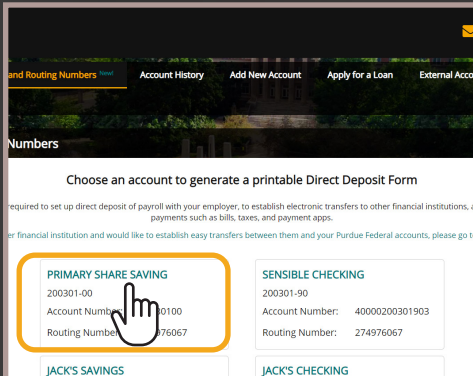 and Routing Numbers New!
Account History
Add New Account
Apply for a Loan
External Acco
Numbers
Choose an account to generate a printable Direct Deposit Form
required to set up direct deposit of payroll with your employer, to establish electronic transfers to other financial institutions, a
payments such as bills, taxes, and payment apps.
er financial institution and would like to establish easy transfers between them and your Purdue Federal accounts, please go t
PRIMARY SHARE SAVING
200301-00
Account Number: 0100
Routing Number 76067
SENSIBLE CHECKING
200301-90
Account Number: 40000200301903
Routing Number: 274976067
JACK'S SAVINGS
JACK'S CHECKING